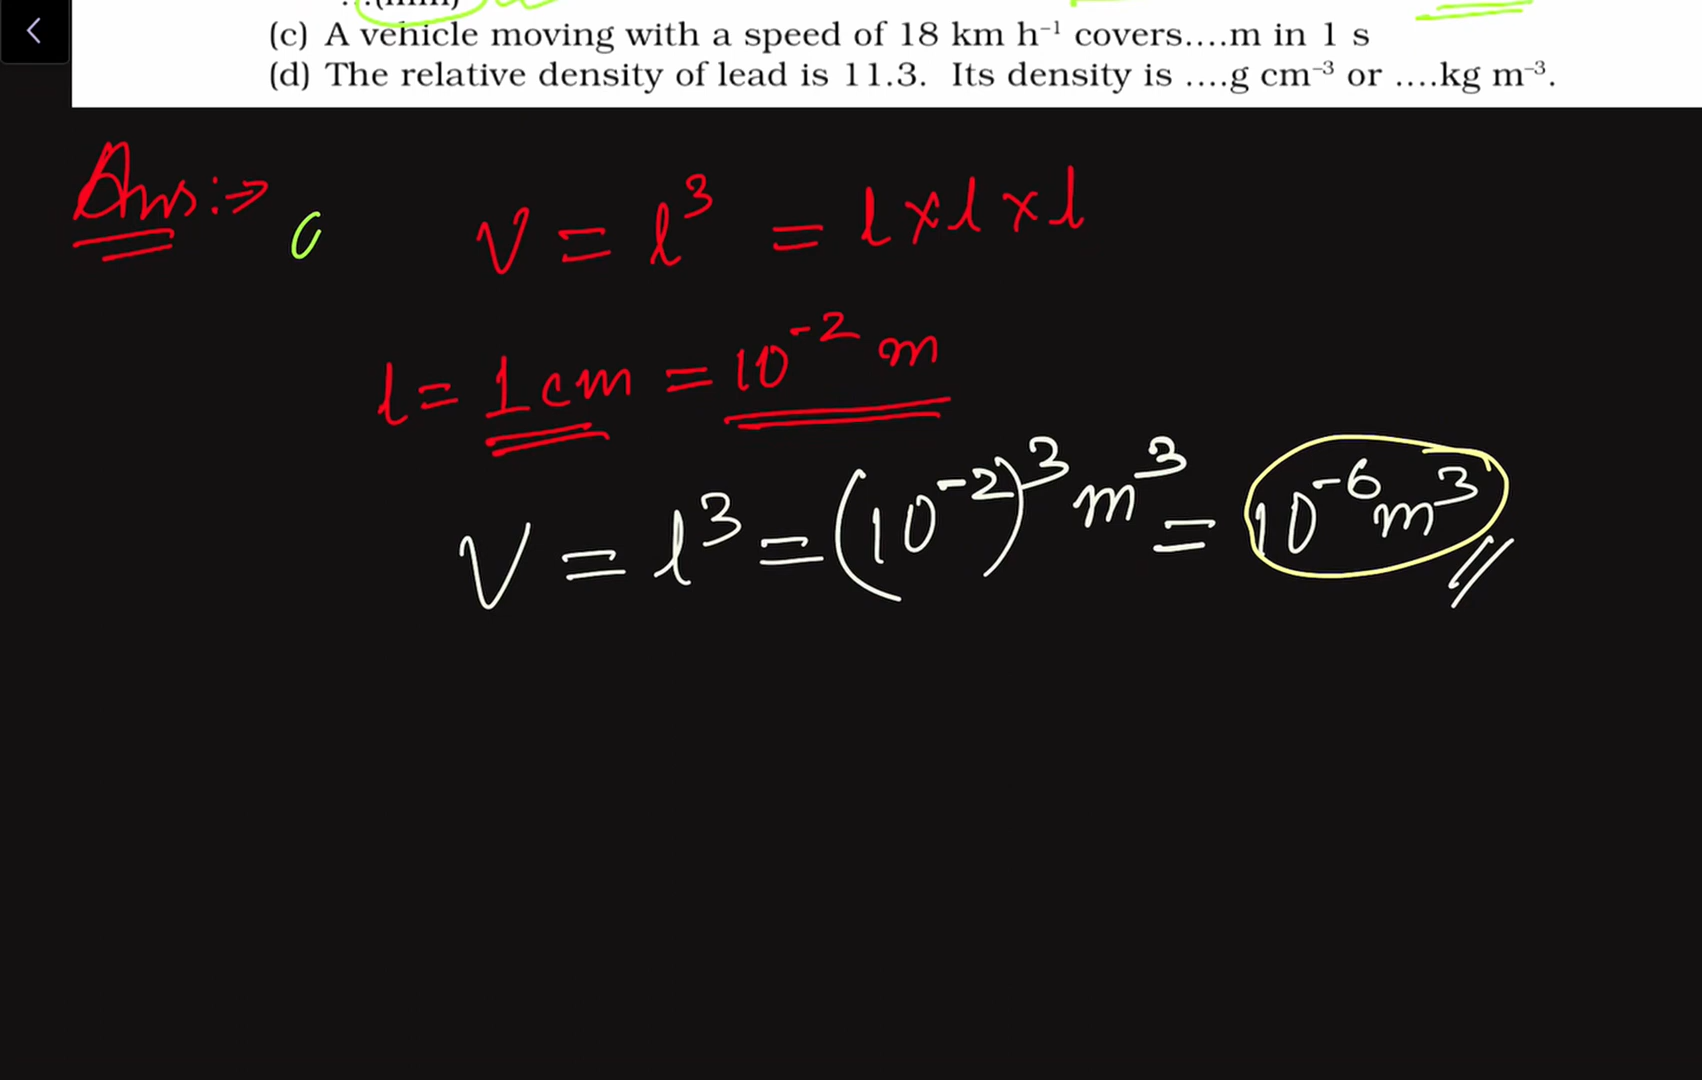 (c) A vehicle moving with a speed of 18 km h⁻¹ covers....m in 1 s
(d) The relative density of lead is 11.3. Its density is ....g cm⁻³ or ....kg m⁻³.
Ans:⇒
V = l³ = l×l×l
l = 1 cm = 10⁻² m
V = l³ = (10⁻²)³ m³ = 10⁻⁶ m³